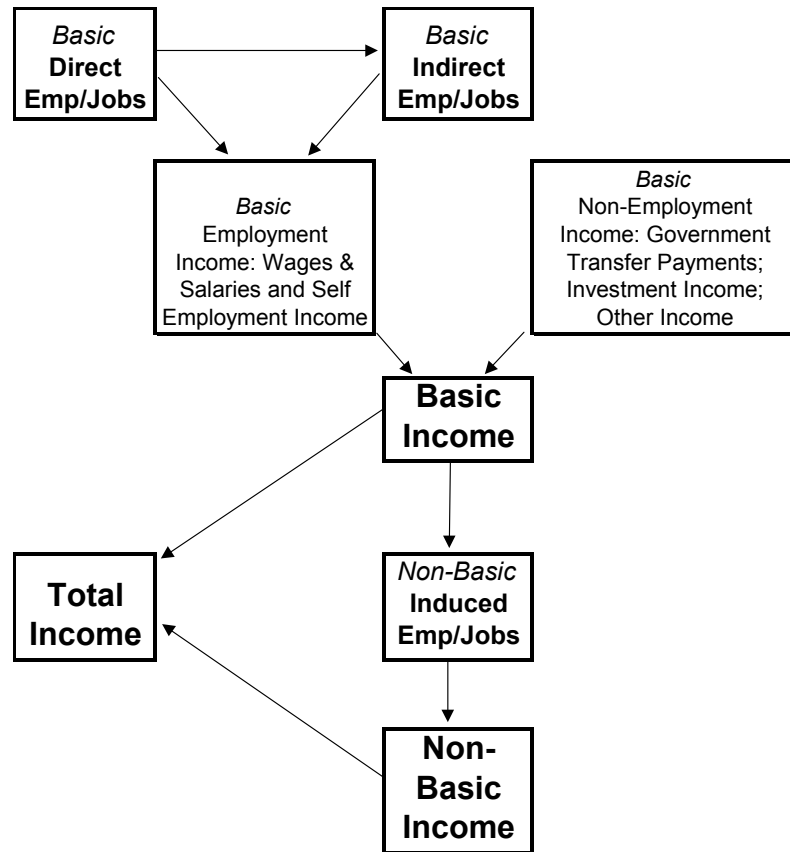 Basic
Direct
Emp/Jobs
Basic
Indirect
Emp/Jobs
Basic
Employment
Income: Wages &
Salaries and Self
Employment Income
Basic
Non-Employment
Income: Government
Transfer Payments;
Investment Income;
Other Income
Basic
Income
Total
Income
Non-Basic
Induced
Emp/Jobs
Non-
Basic
Income